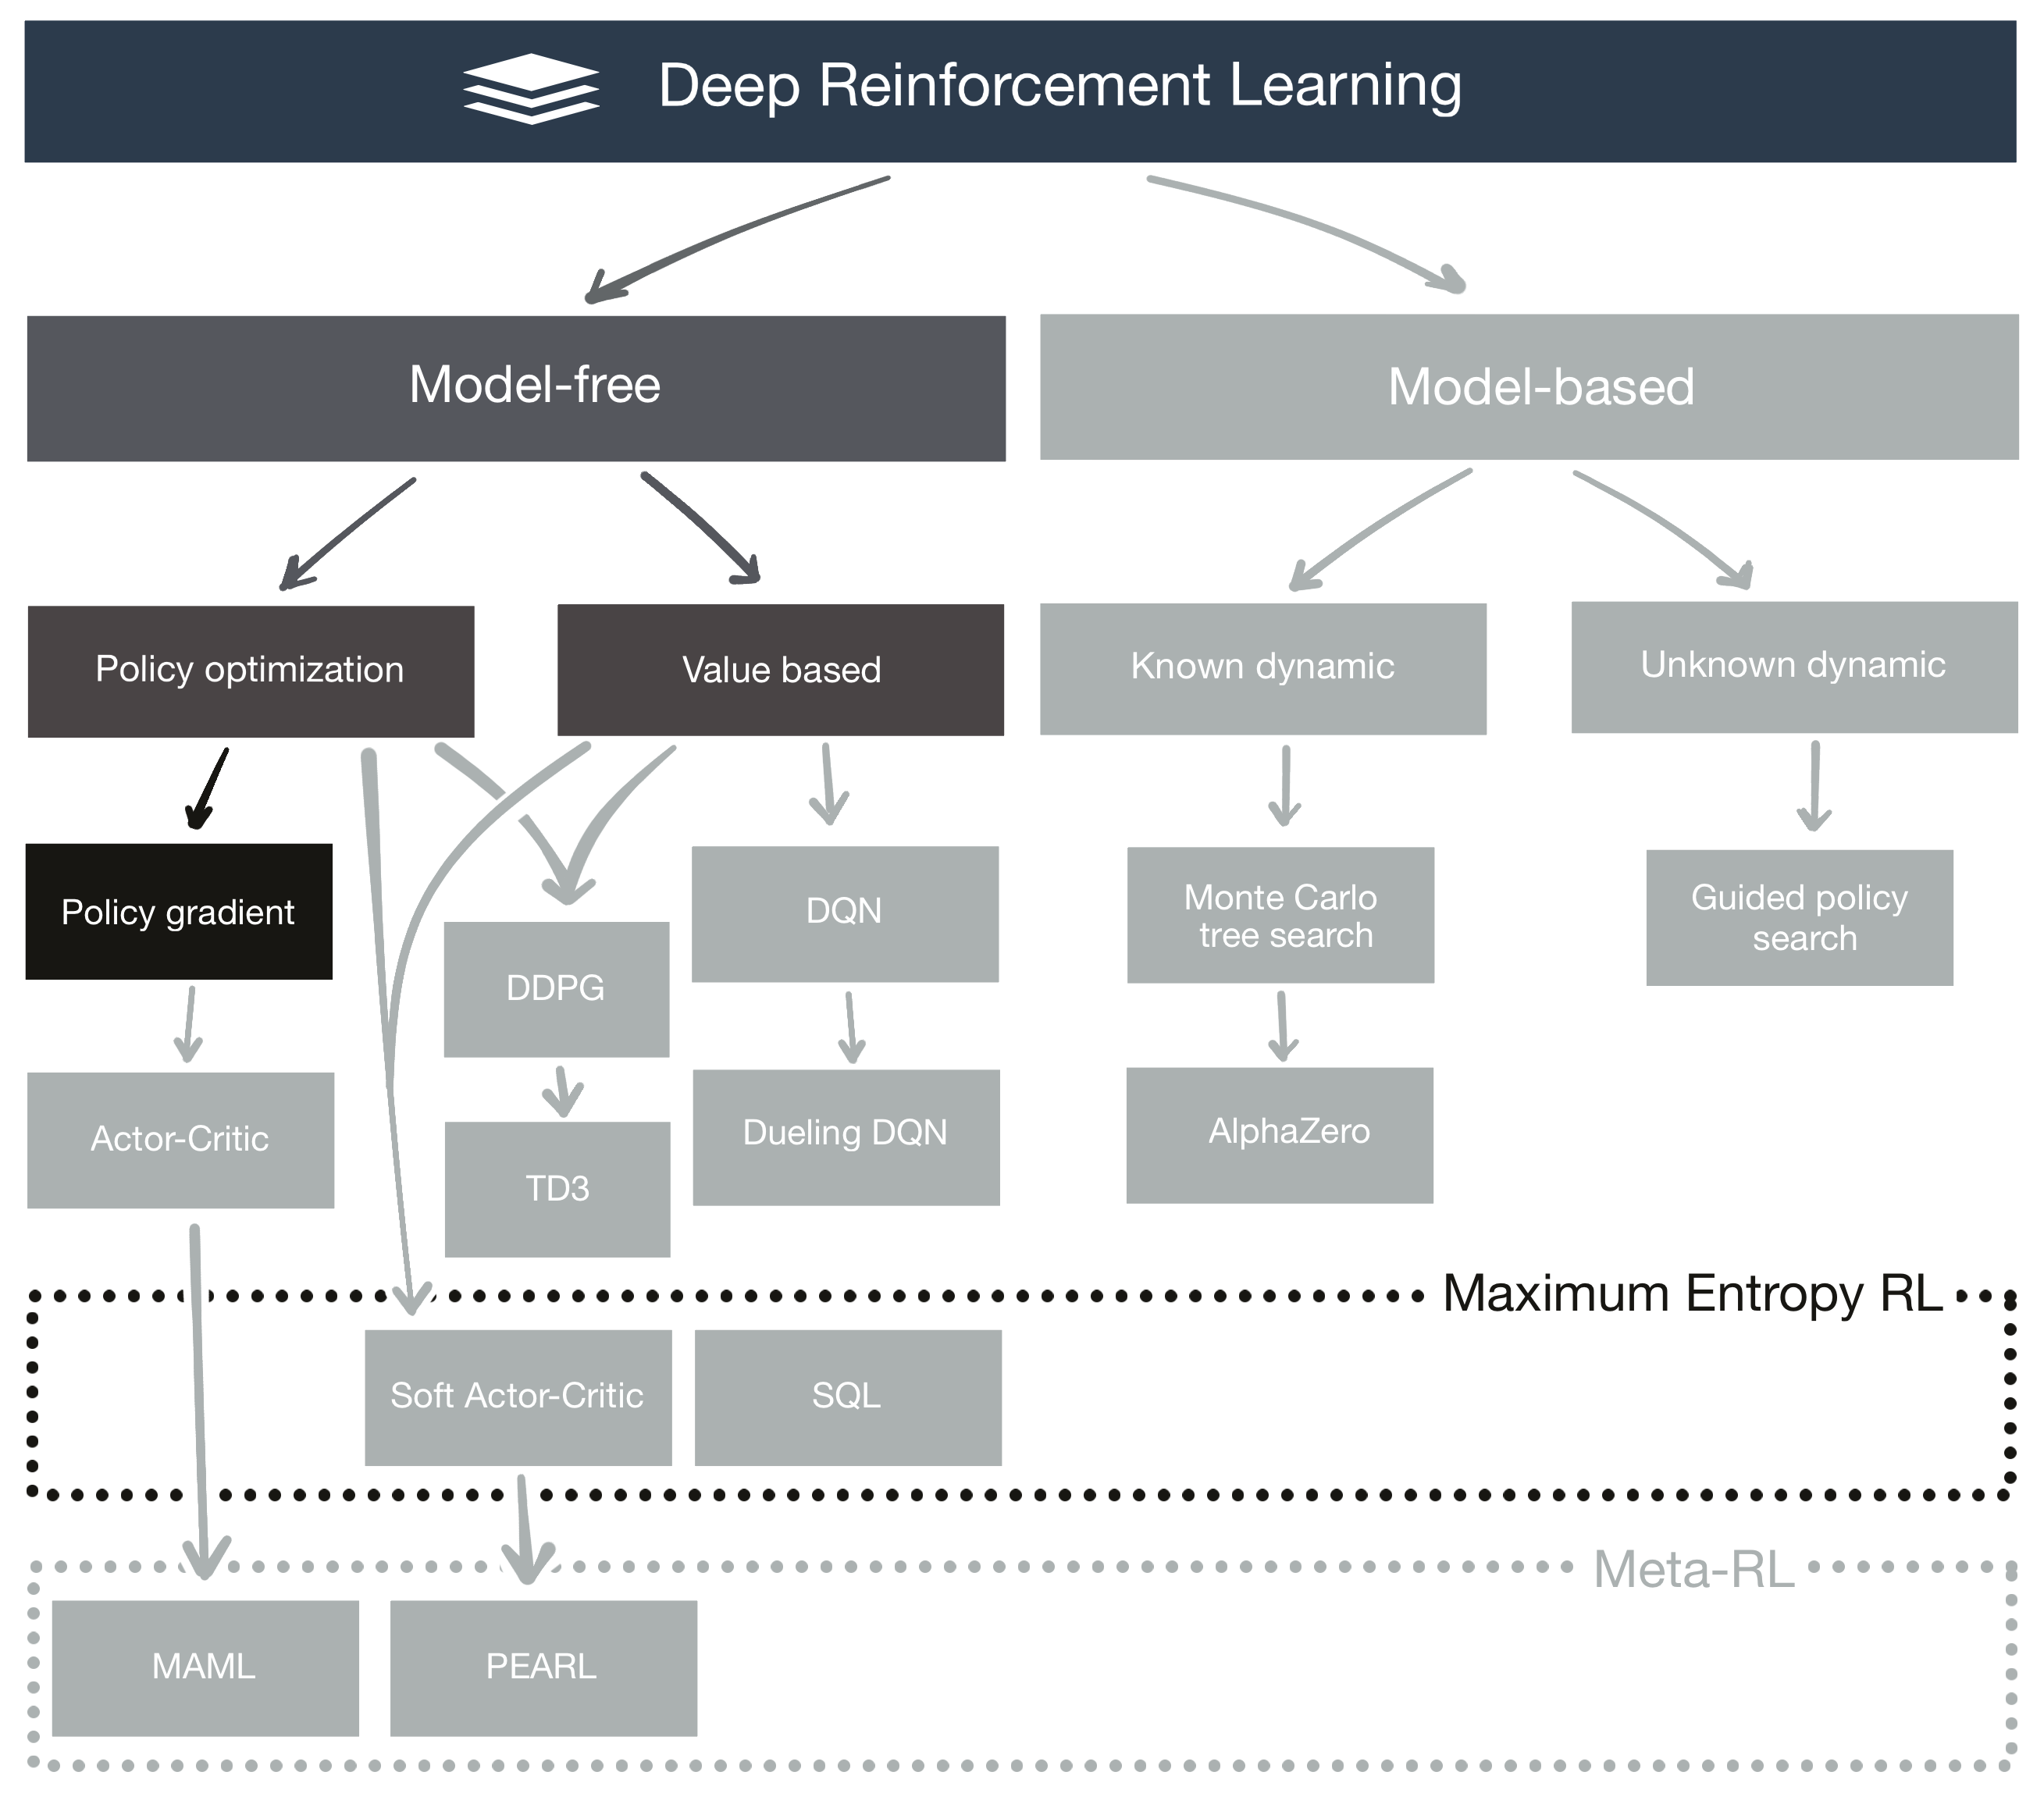 Deep Reinforcement Learning
Model-free
Model-based
Policy optimization
Value based
Known dynamic
Unknown dynamic
Policy gradient
DQN
Monte Carlo
tree search
Guided policy
search
DDPG
Actor-Critic
Dueling DQN
AlphaZero
TD3
Maximum Entropy RL
Soft Actor-Critic
SQL
Meta-RL
MAML
PEARL